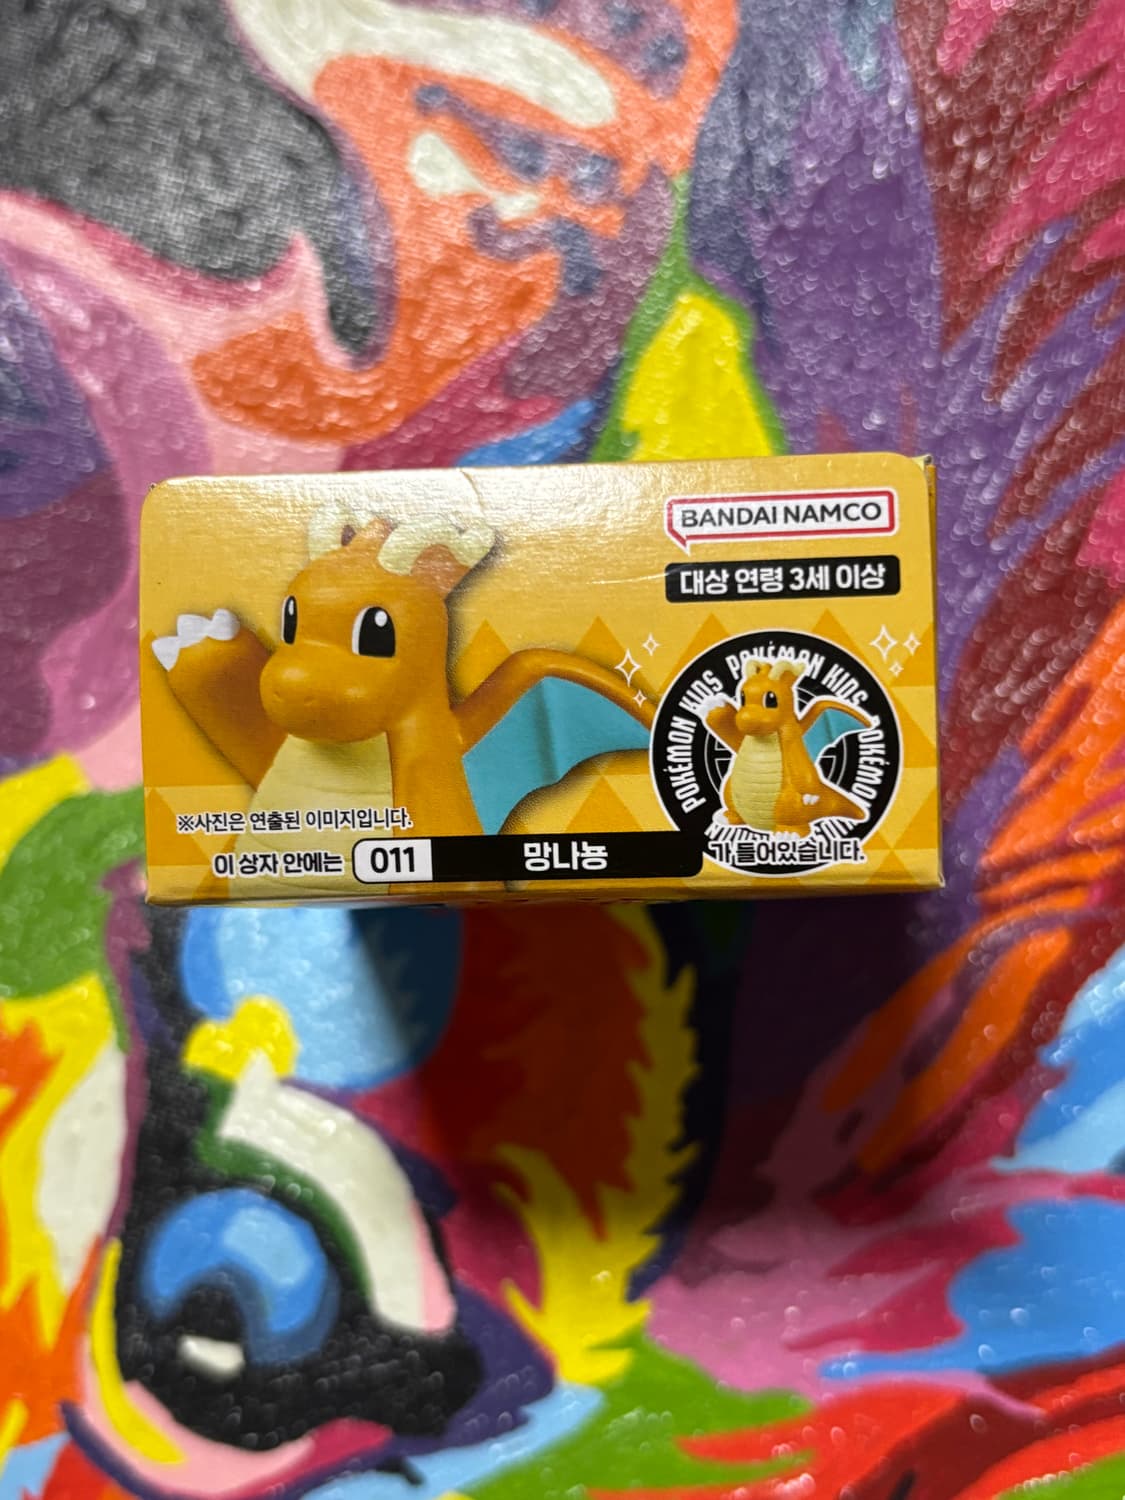 BANDAI NAMCO
대상 연령 3세 이상
POKÉMON KIDS POKÉMON KIDS POKÉMON
※사진은 연출된 이미지입니다.
이 상자 안에는 011 망나뇽 가 들어있습니다.